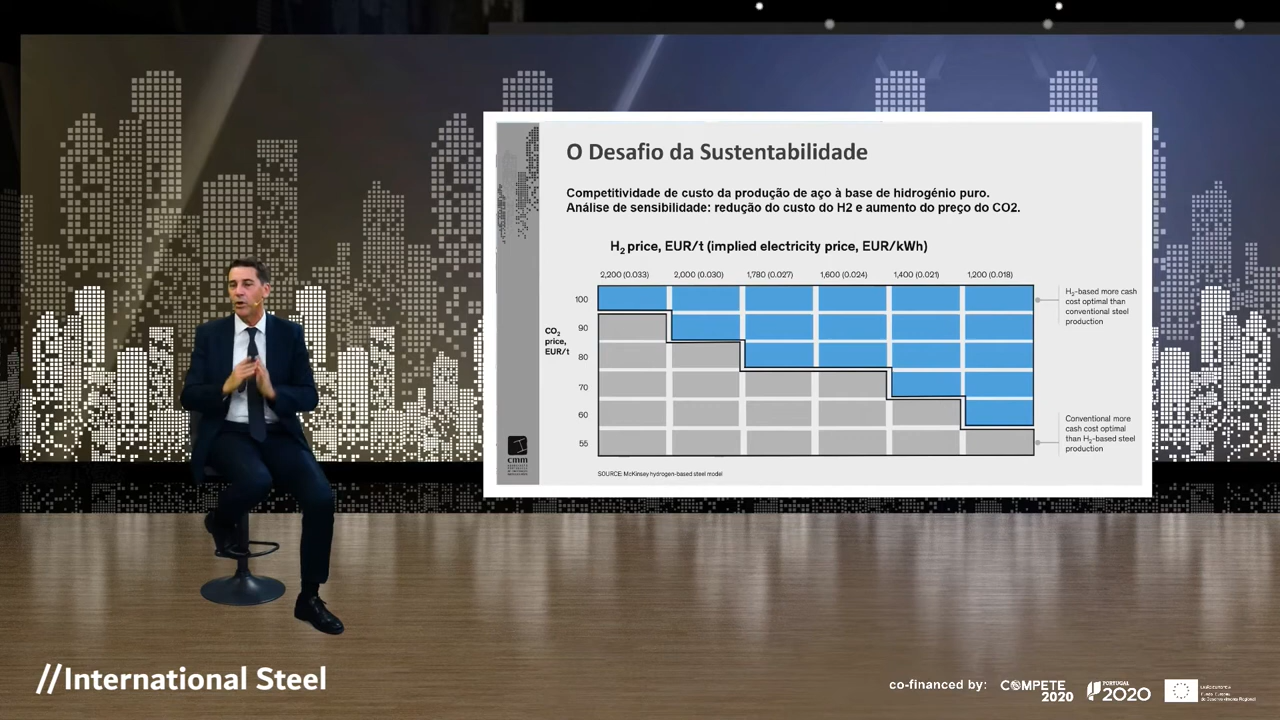 O Desafio da Sustentabilidade
Competitividade de custo da produção de aço à base de hidrogénio puro.
Análise de sensibilidade: redução do custo do H2 e aumento do preço do CO2.
H₂ price, EUR/t (implied electricity price, EUR/kWh)
2,200 (0.033) 2,000 (0.030) 1,780 (0.027) 1,600 (0.024) 1,400 (0.021) 1,200 (0.018)
CO₂
price,
EUR/t
100
90
80
70
60
55
H₂-based more cash
cost optimal than
conventional steel
production
Conventional more
cash cost optimal
than H₂-based steel
production
SOURCE: McKinsey hydrogen-based steel model
cmm
//International Steel
co-financed by:
COMPETE
2020
PORTUGAL
2020